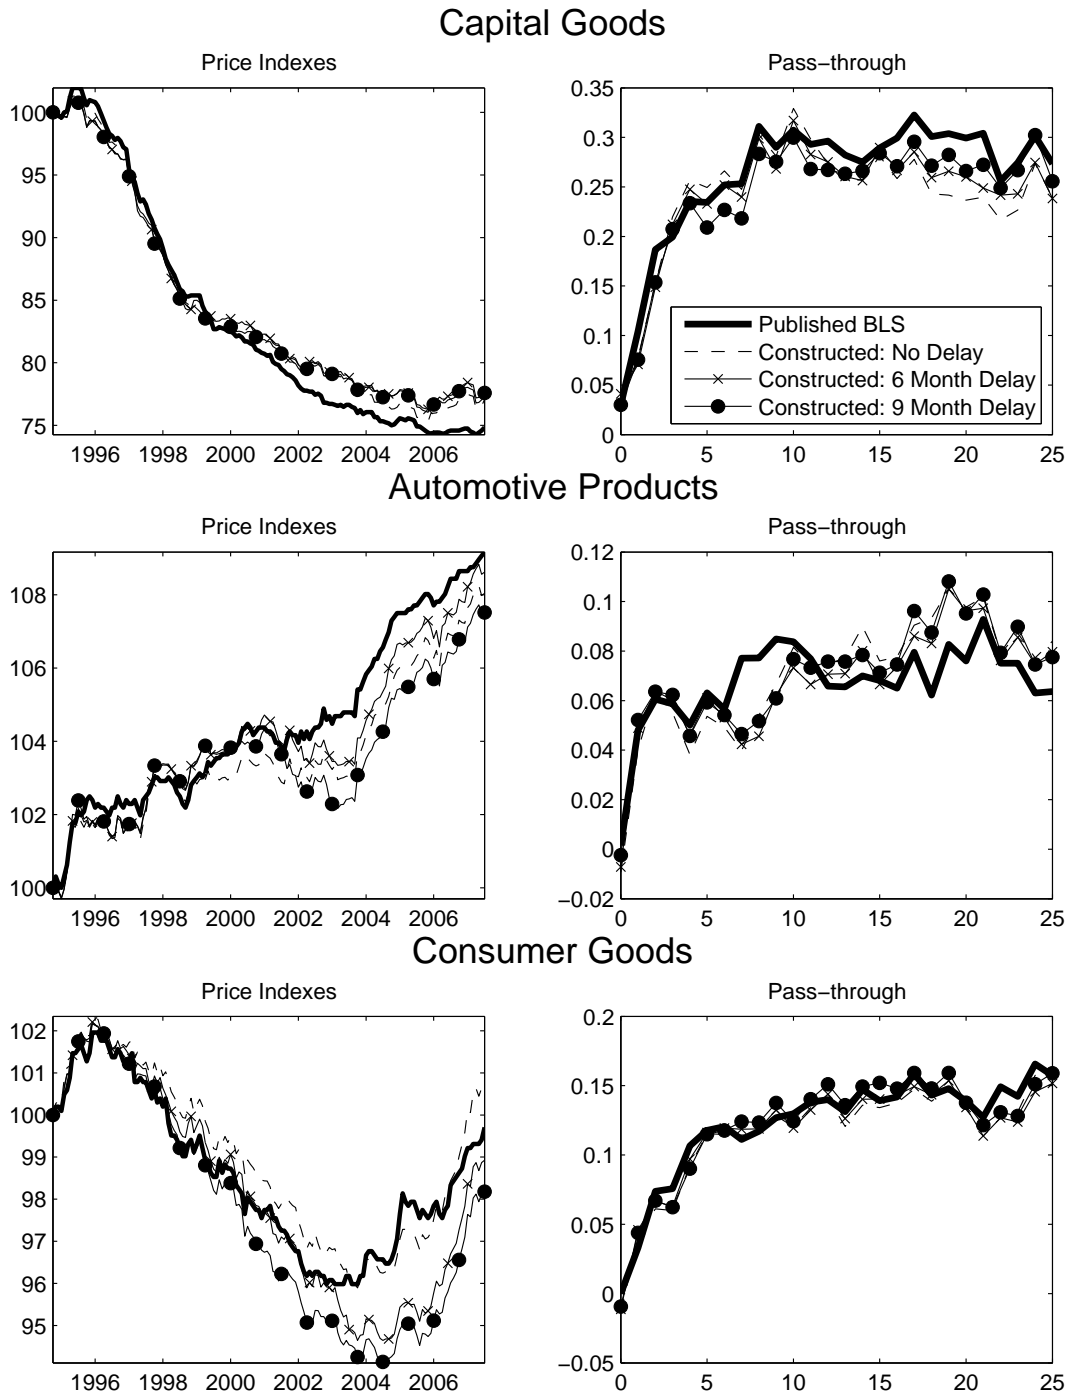 Capital Goods
Price Indexes
Pass−through
100
95
90
85
80
75
1996 1998 2000 2002 2004 2006
0.35
0.3
0.25
0.2
0.15
0.1
0.05
0
0 5 10 15 20 25
Published BLS
Constructed: No Delay
Constructed: 6 Month Delay
Constructed: 9 Month Delay
Automotive Products
Price Indexes
Pass−through
108
106
104
102
100
1996 1998 2000 2002 2004 2006
0.12
0.1
0.08
0.06
0.04
0.02
0
−0.02
0 5 10 15 20 25
Consumer Goods
Price Indexes
Pass−through
102
101
100
99
98
97
96
95
1996 1998 2000 2002 2004 2006
0.2
0.15
0.1
0.05
0
−0.05
0 5 10 15 20 25